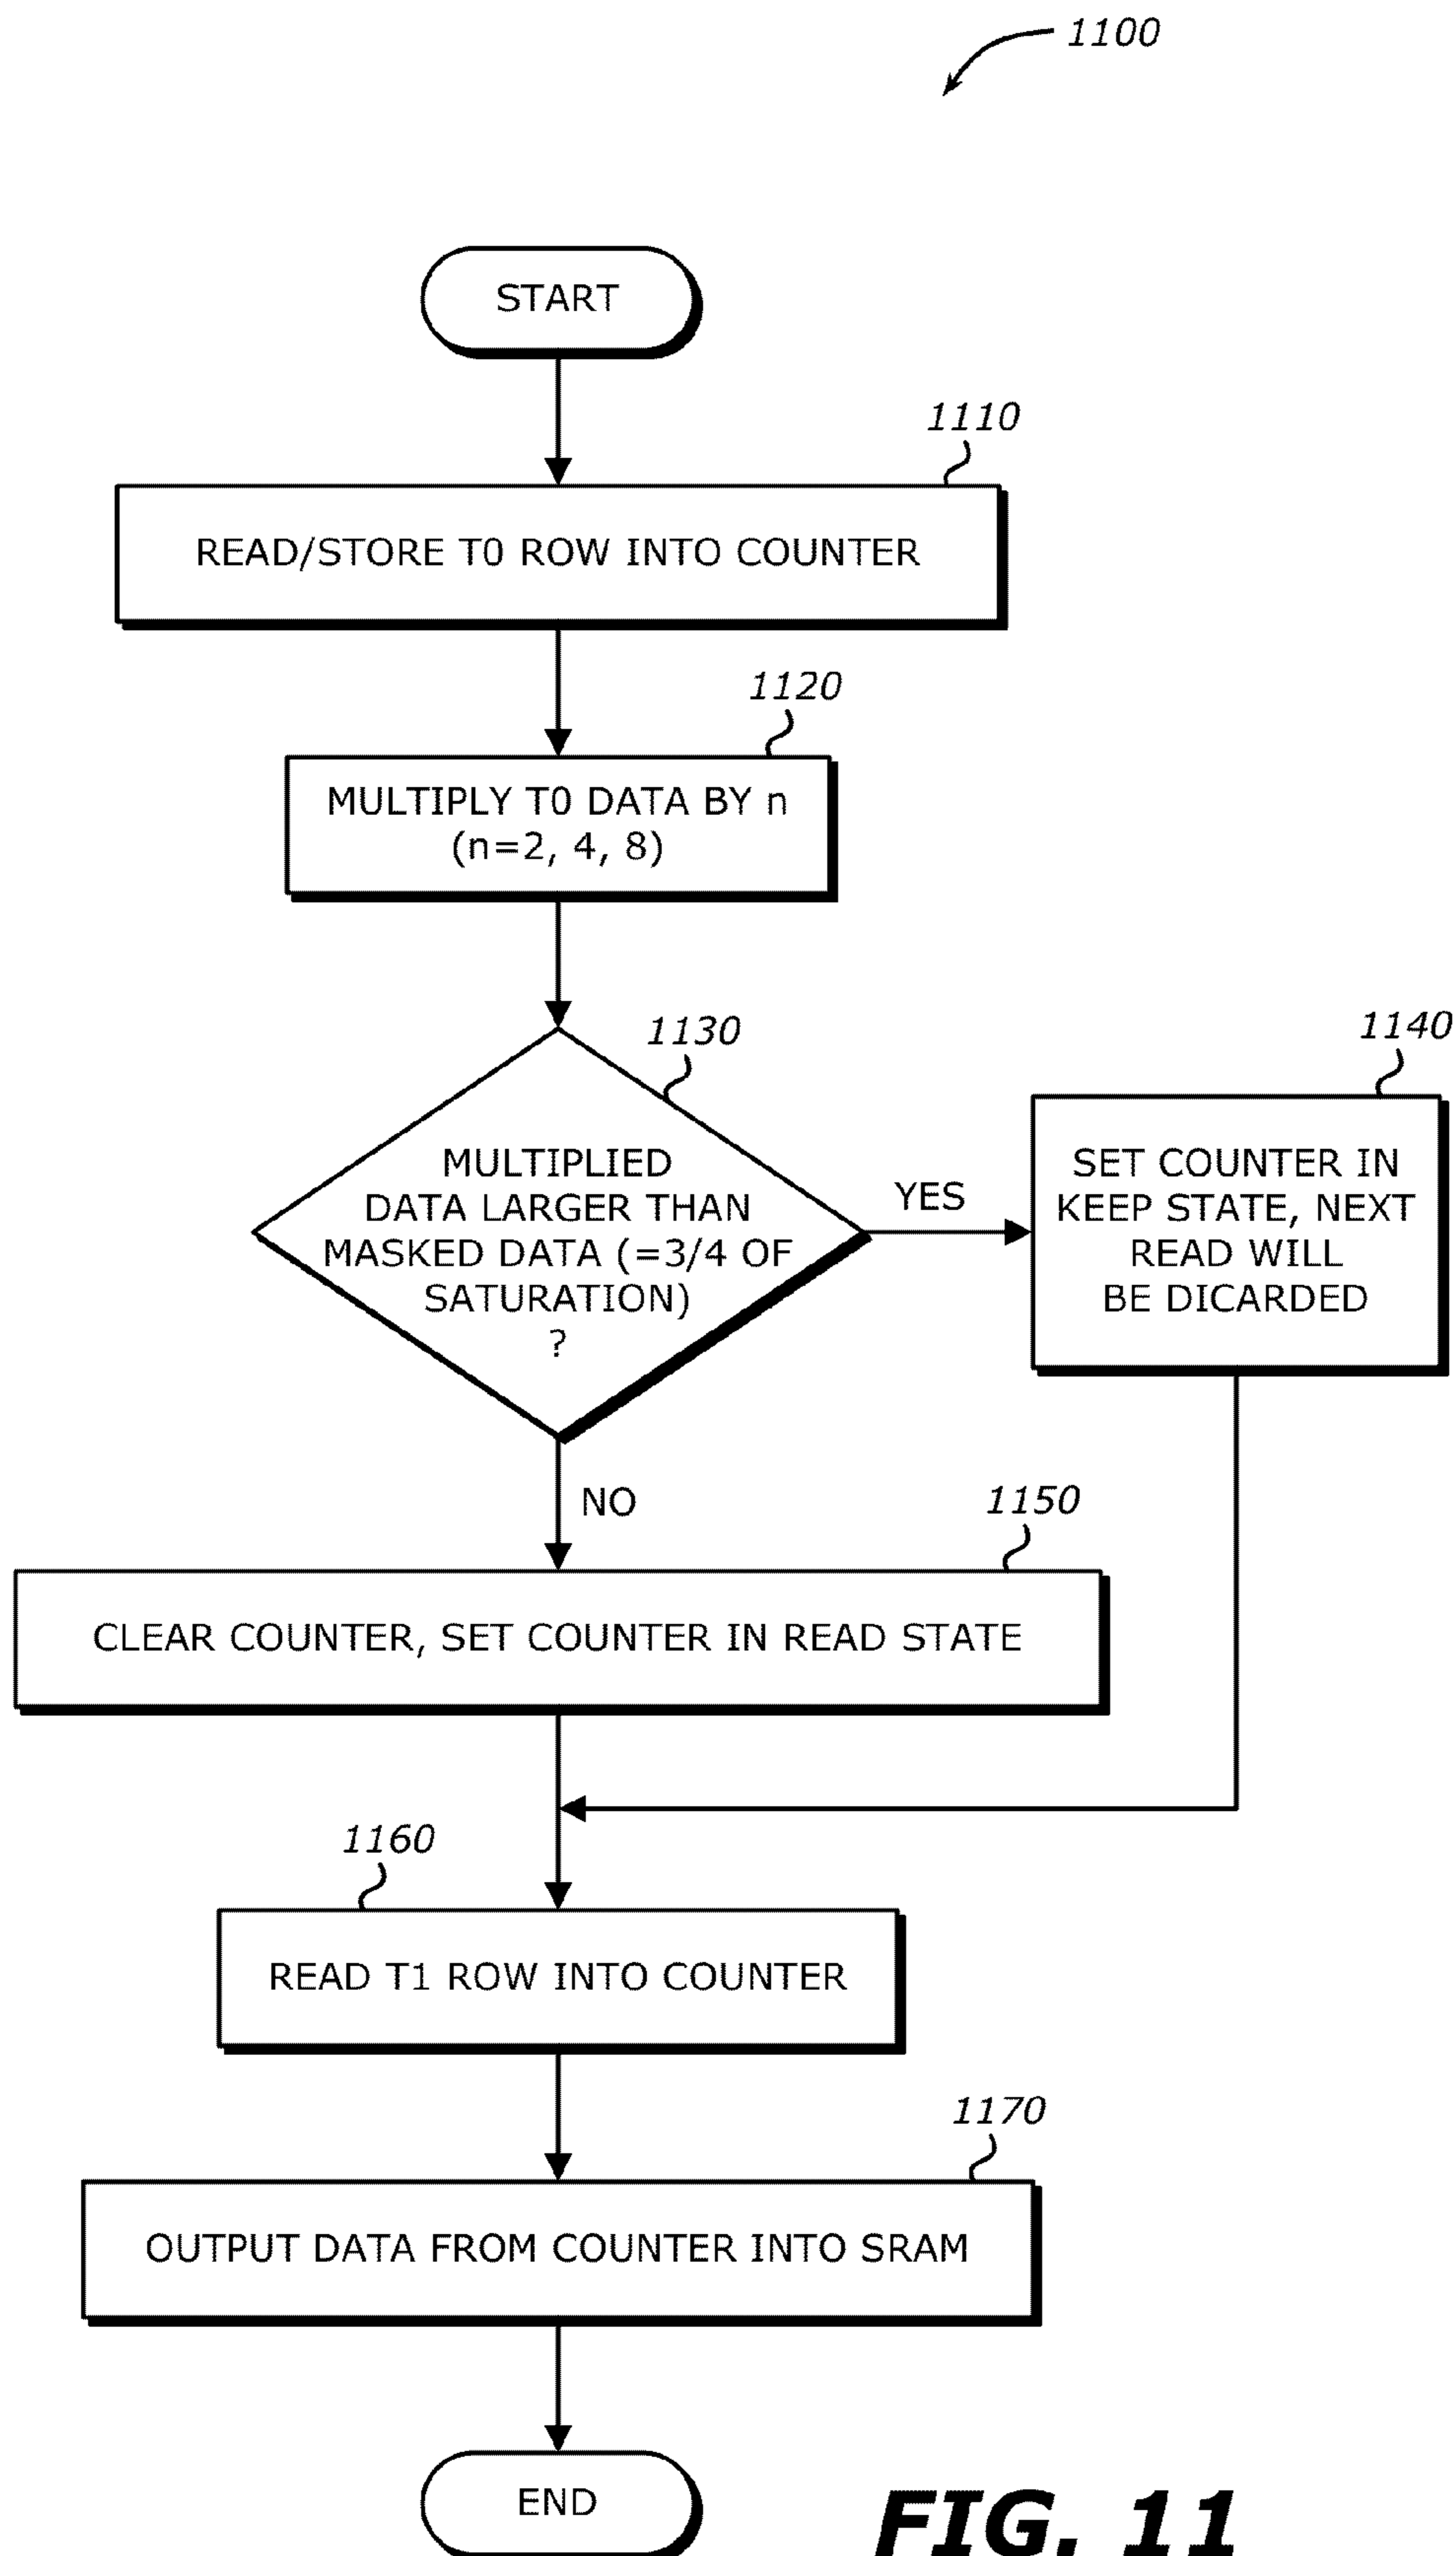 1100
START
1110
READ/STORE T0 ROW INTO COUNTER
1120
MULTIPLY T0 DATA BY n
(n=2, 4, 8)
1130
MULTIPLIED
DATA LARGER THAN
MASKED DATA (=3/4 OF
SATURATION)
?
YES
1140
SET COUNTER IN
KEEP STATE, NEXT
READ WILL
BE DICARDED
NO
1150
CLEAR COUNTER, SET COUNTER IN READ STATE
1160
READ T1 ROW INTO COUNTER
1170
OUTPUT DATA FROM COUNTER INTO SRAM
END
FIG. 11